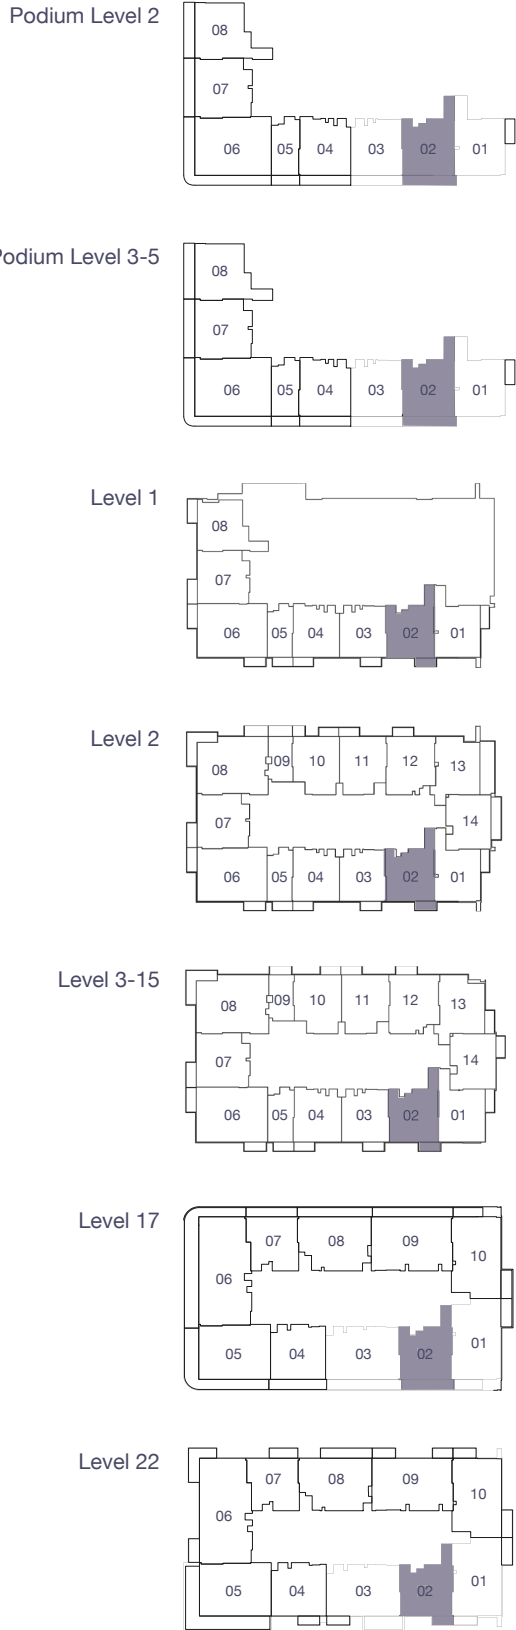 Podium Level 2
08
07
06 05 04 03 02 01
Podium Level 3-5
08
07
06 05 04 03 02 01
Level 1
08
07
06 05 04 03 02 01
Level 2
08 09 10 11 12 13
07 14
06 05 04 03 02 01
Level 3-15
08 09 10 11 12 13
07 14
06 05 04 03 02 01
Level 17
07 08 09 10
06
05 04 03 02 01
Level 22
07 08 09 10
06
05 04 03 02 01